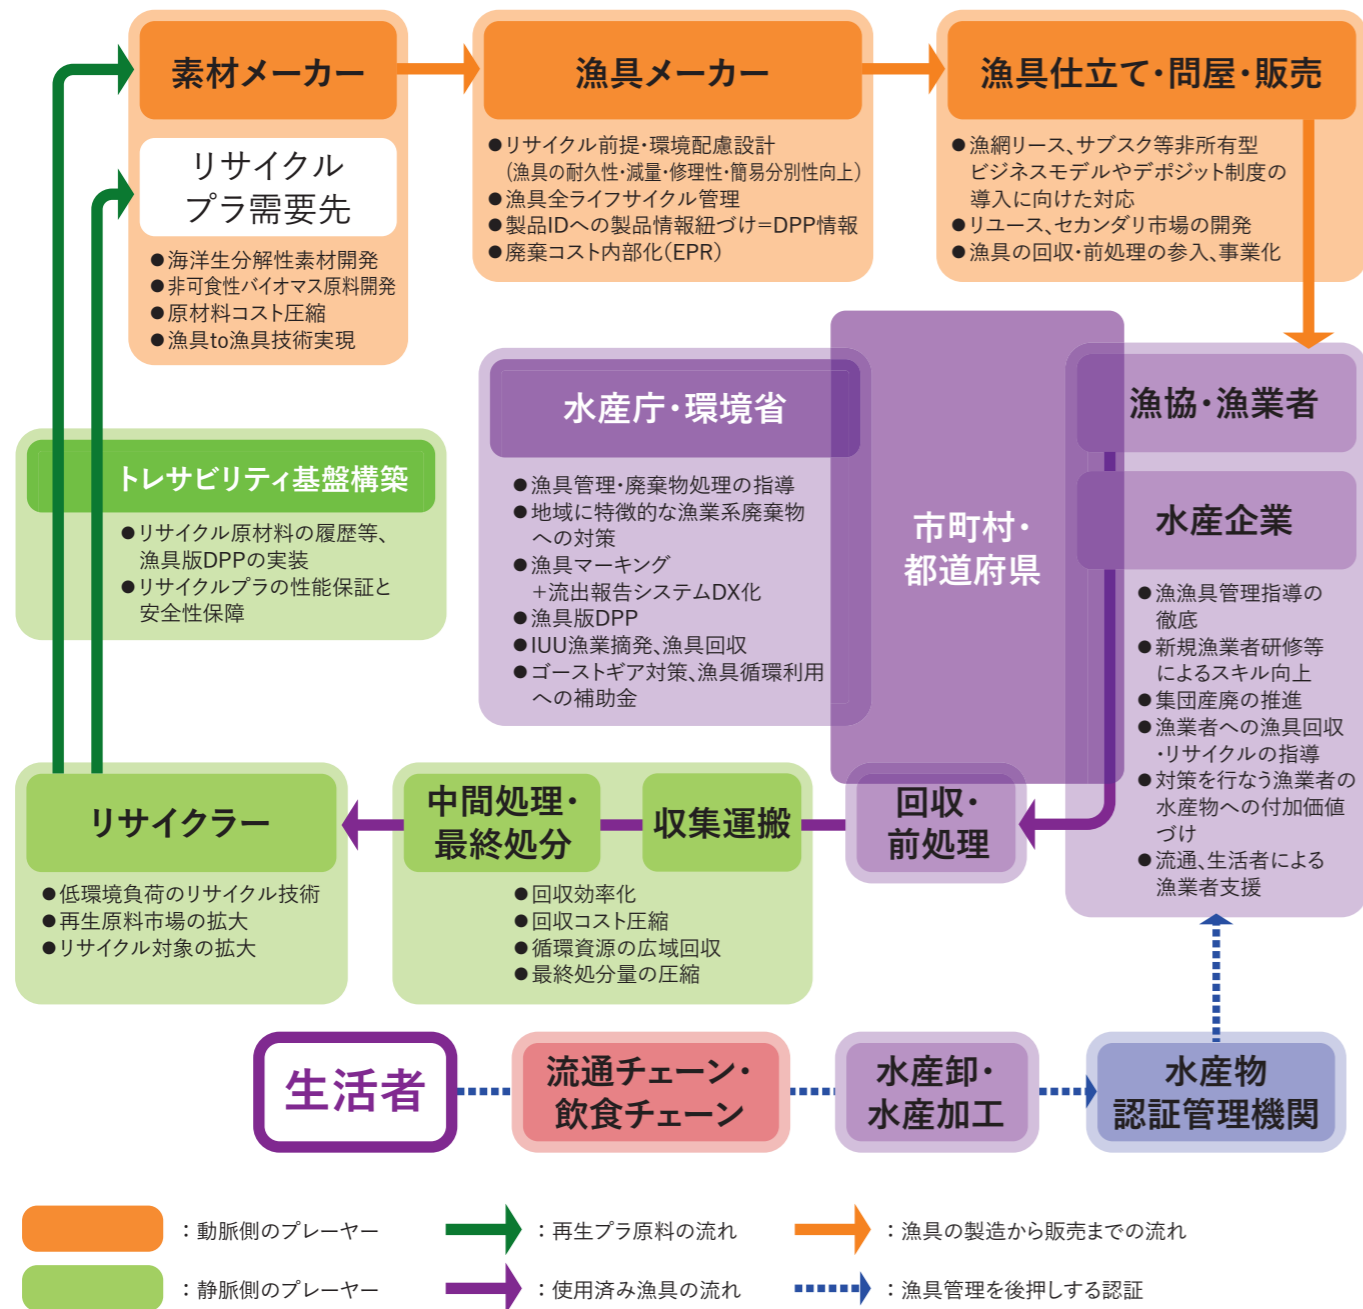 素材メーカー
漁具メーカー
漁具仕立て・問屋・販売
リサイクル
プラ需要先
●海洋生分解性素材開発
●非可食性バイオマス原料開発
●原材料コスト圧縮
●漁具to漁具技術実現
●リサイクル前提・環境配慮設計
(漁具の耐久性・減量・修理性・簡易分別性向上)
●漁具全ライフサイクル管理
●製品IDへの製品情報紐づけ=DPP情報
●廃棄コスト内部化(EPR)
●漁網リース、サブスク等非所有型
ビジネスモデルやデポジット制度の
導入に向けた対応
●リユース、セカンダリ市場の開発
●漁具の回収・前処理の参入、事業化
水産庁・環境省
●漁具管理・廃棄物処理の指導
●地域に特徴的な漁業系廃棄物
への対策
●漁具マーキング
+流出報告システムDX化
●漁具版DPP
●IUU漁業摘発、漁具回収
●ゴーストギア対策、漁具循環利用
への補助金
市町村・
都道府県
漁協・漁業者
水産企業
●漁漁具管理指導の
徹底
●新規漁業者研修等
によるスキル向上
●集団産廃の推進
●漁業者への漁具回収
・リサイクルの指導
●対策を行なう漁業者の
水産物への付加価値
づけ
●流通、生活者による
漁業者支援
トレサビリティ基盤構築
●リサイクル原材料の履歴等、
漁具版DPPの実装
●リサイクルプラの性能保証と
安全性保障
リサイクラー
●低環境負荷のリサイクル技術
●再生原料市場の拡大
●リサイクル対象の拡大
中間処理・
最終処分
収集運搬
●回収効率化
●回収コスト圧縮
●循環資源の広域回収
●最終処分量の圧縮
回収・
前処理
生活者
流通チェーン・
飲食チェーン
水産卸・
水産加工
水産物
認証管理機関
：動脈側のプレーヤー
：再生プラ原料の流れ
：漁具の製造から販売までの流れ
：静脈側のプレーヤー
：使用済み漁具の流れ
：漁具管理を後押しする認証